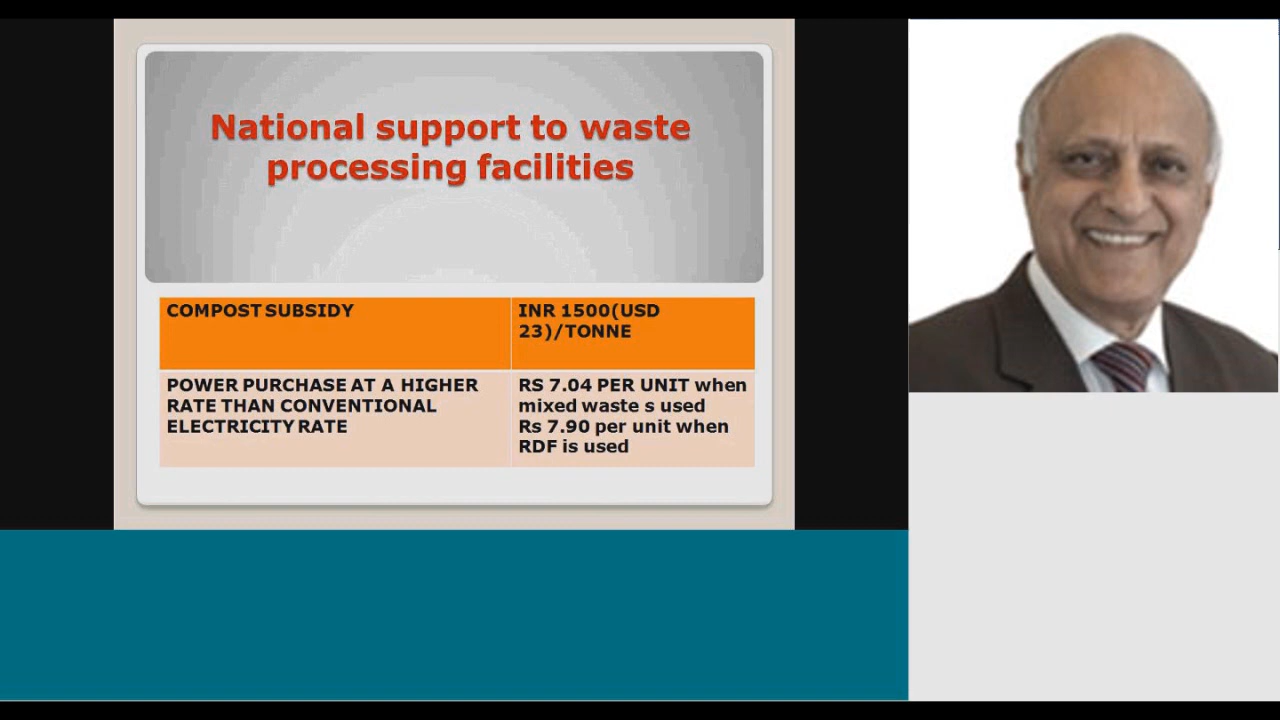 National support to waste
processing facilities
COMPOST SUBSIDY
INR 1500(USD
23)/TONNE
POWER PURCHASE AT A HIGHER
RATE THAN CONVENTIONAL
ELECTRICITY RATE
RS 7.04 PER UNIT when
mixed waste s used
Rs 7.90 per unit when
RDF is used